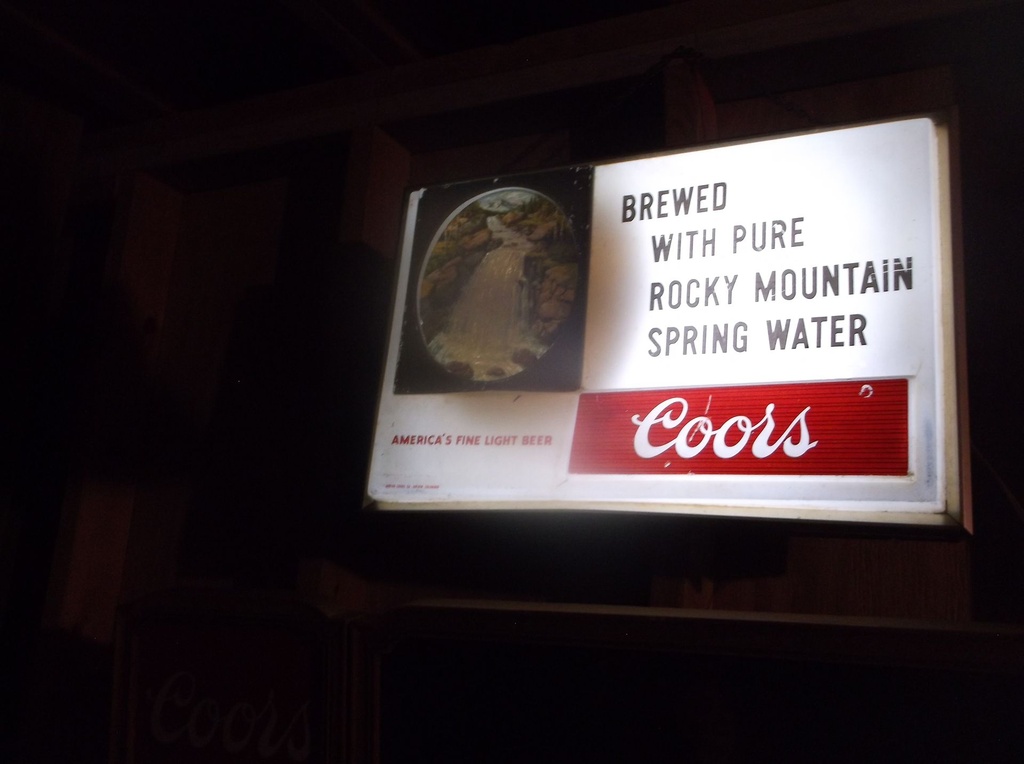 BREWED
WITH PURE
ROCKY MOUNTAIN
SPRING WATER
Coors
AMERICA'S FINE LIGHT BEER
Coors